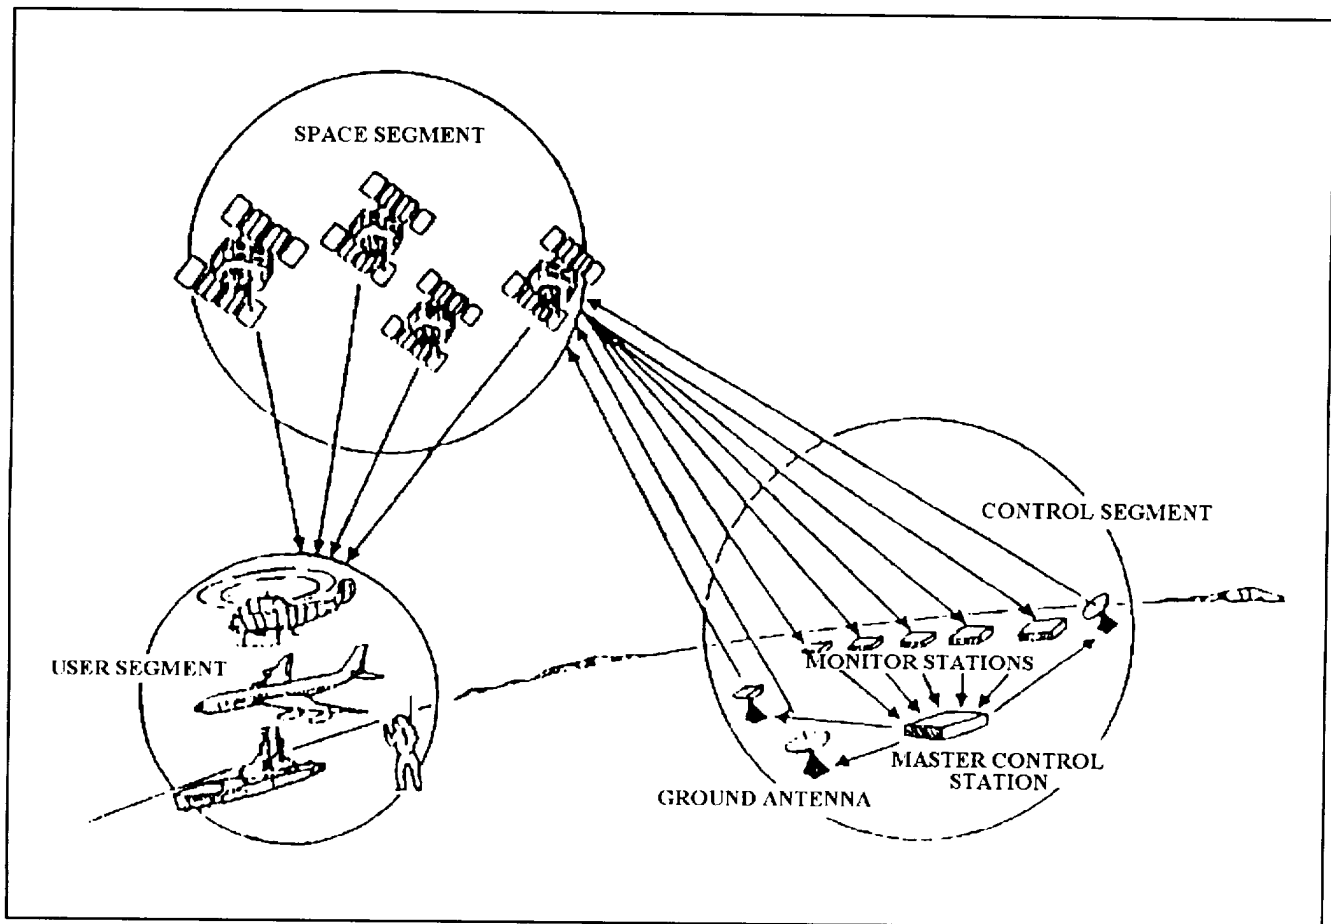 SPACE SEGMENT
CONTROL SEGMENT
USER SEGMENT
MONITOR STATIONS
MASTER CONTROL
STATION
GROUND ANTENNA